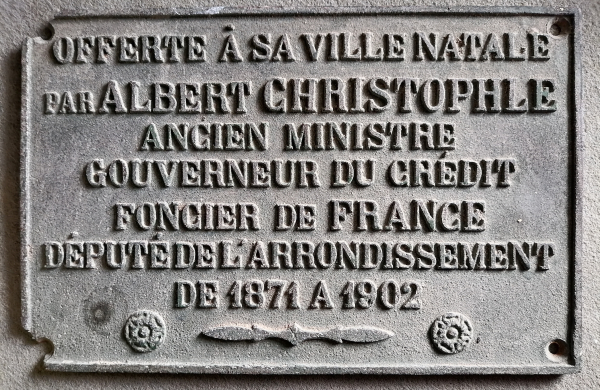 OFFERTE À SA VILLE NATALE
PAR ALBERT CHRISTOPHLE
ANCIEN MINISTRE
GOUVERNEUR DU CRÉDIT
FONCIER DE FRANCE
DÉPUTÉ DE L'ARRONDISSEMENT
DE 1871 A 1902